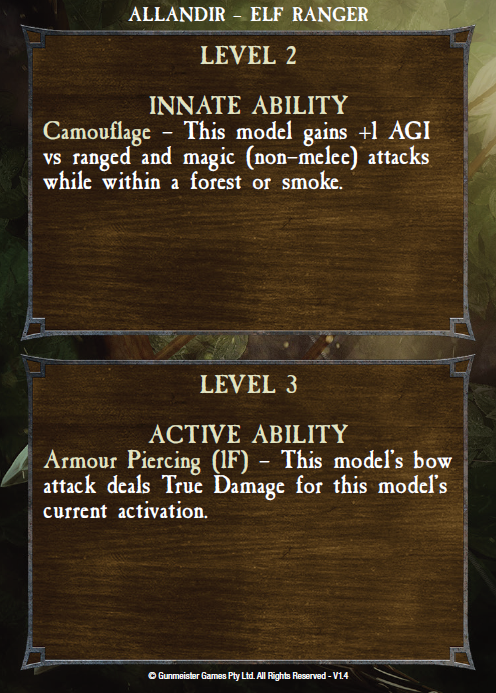 ALLANDIR – ELF RANGER
LEVEL 2
INNATE ABILITY
Camouflage – This model gains +1 AGI
vs ranged and magic (non-melee) attacks
while within a forest or smoke.
LEVEL 3
ACTIVE ABILITY
Armour Piercing (1F) – This model's bow
attack deals True Damage for this model's
current activation.
© Gunmeister Games Pty Ltd. All Rights Reserved - V1.4